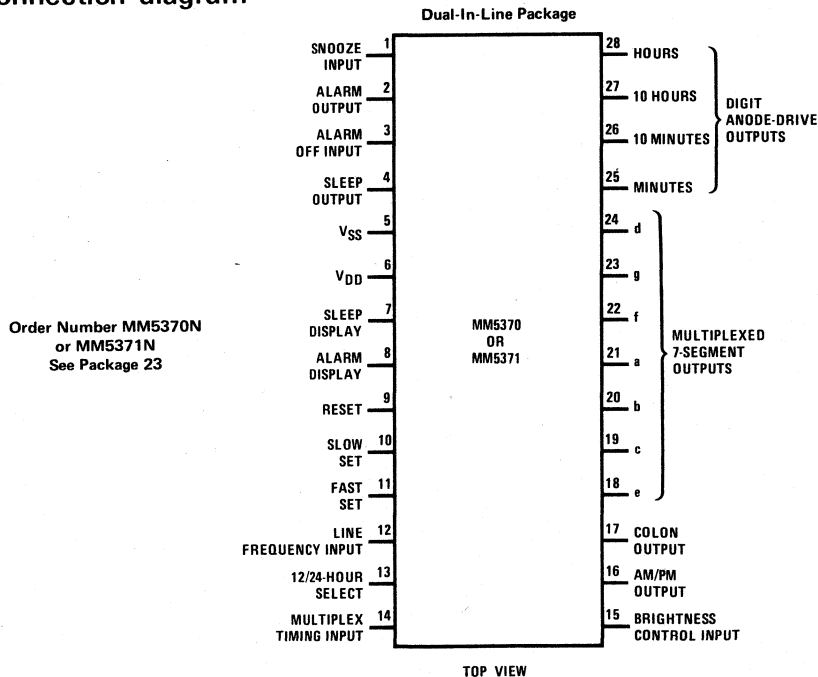 onnection diagram
Dual-In-Line Package
SNOOZE
INPUT
1
ALARM
OUTPUT
2
ALARM
OFF INPUT
3
SLEEP
OUTPUT
4
VSS
5
VDD
6
SLEEP
DISPLAY
7
ALARM
DISPLAY
8
RESET
9
SLOW
SET
10
FAST
SET
11
LINE
FREQUENCY INPUT
12
12/24-HOUR
SELECT
13
MULTIPLEX
TIMING INPUT
14
Order Number MM5370N
or MM5371N
See Package 23
MM5370
OR
MM5371
28 HOURS
27 10 HOURS
26 10 MINUTES
25 MINUTES
DIGIT
ANODE-DRIVE
OUTPUTS
24 d
23 g
22 f
21 a
20 b
19 c
18 e
MULTIPLEXED
7-SEGMENT
OUTPUTS
17 COLON
OUTPUT
16 AM/PM
OUTPUT
15 BRIGHTNESS
CONTROL INPUT
TOP VIEW